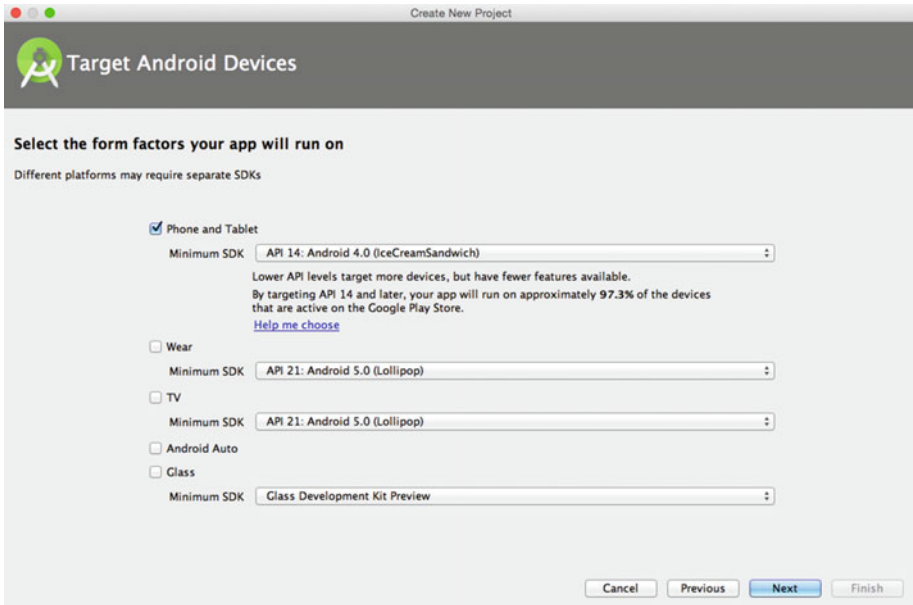 Create New Project
Target Android Devices
Select the form factors your app will run on
Different platforms may require separate SDKs
Phone and Tablet
Minimum SDK API 14: Android 4.0 (IceCreamSandwich)
Lower API levels target more devices, but have fewer features available.
By targeting API 14 and later, your app will run on approximately 97.3% of the devices
that are active on the Google Play Store.
Help me choose
Wear
Minimum SDK API 21: Android 5.0 (Lollipop)
TV
Minimum SDK API 21: Android 5.0 (Lollipop)
Android Auto
Glass
Minimum SDK Glass Development Kit Preview
Cancel Previous Next Finish